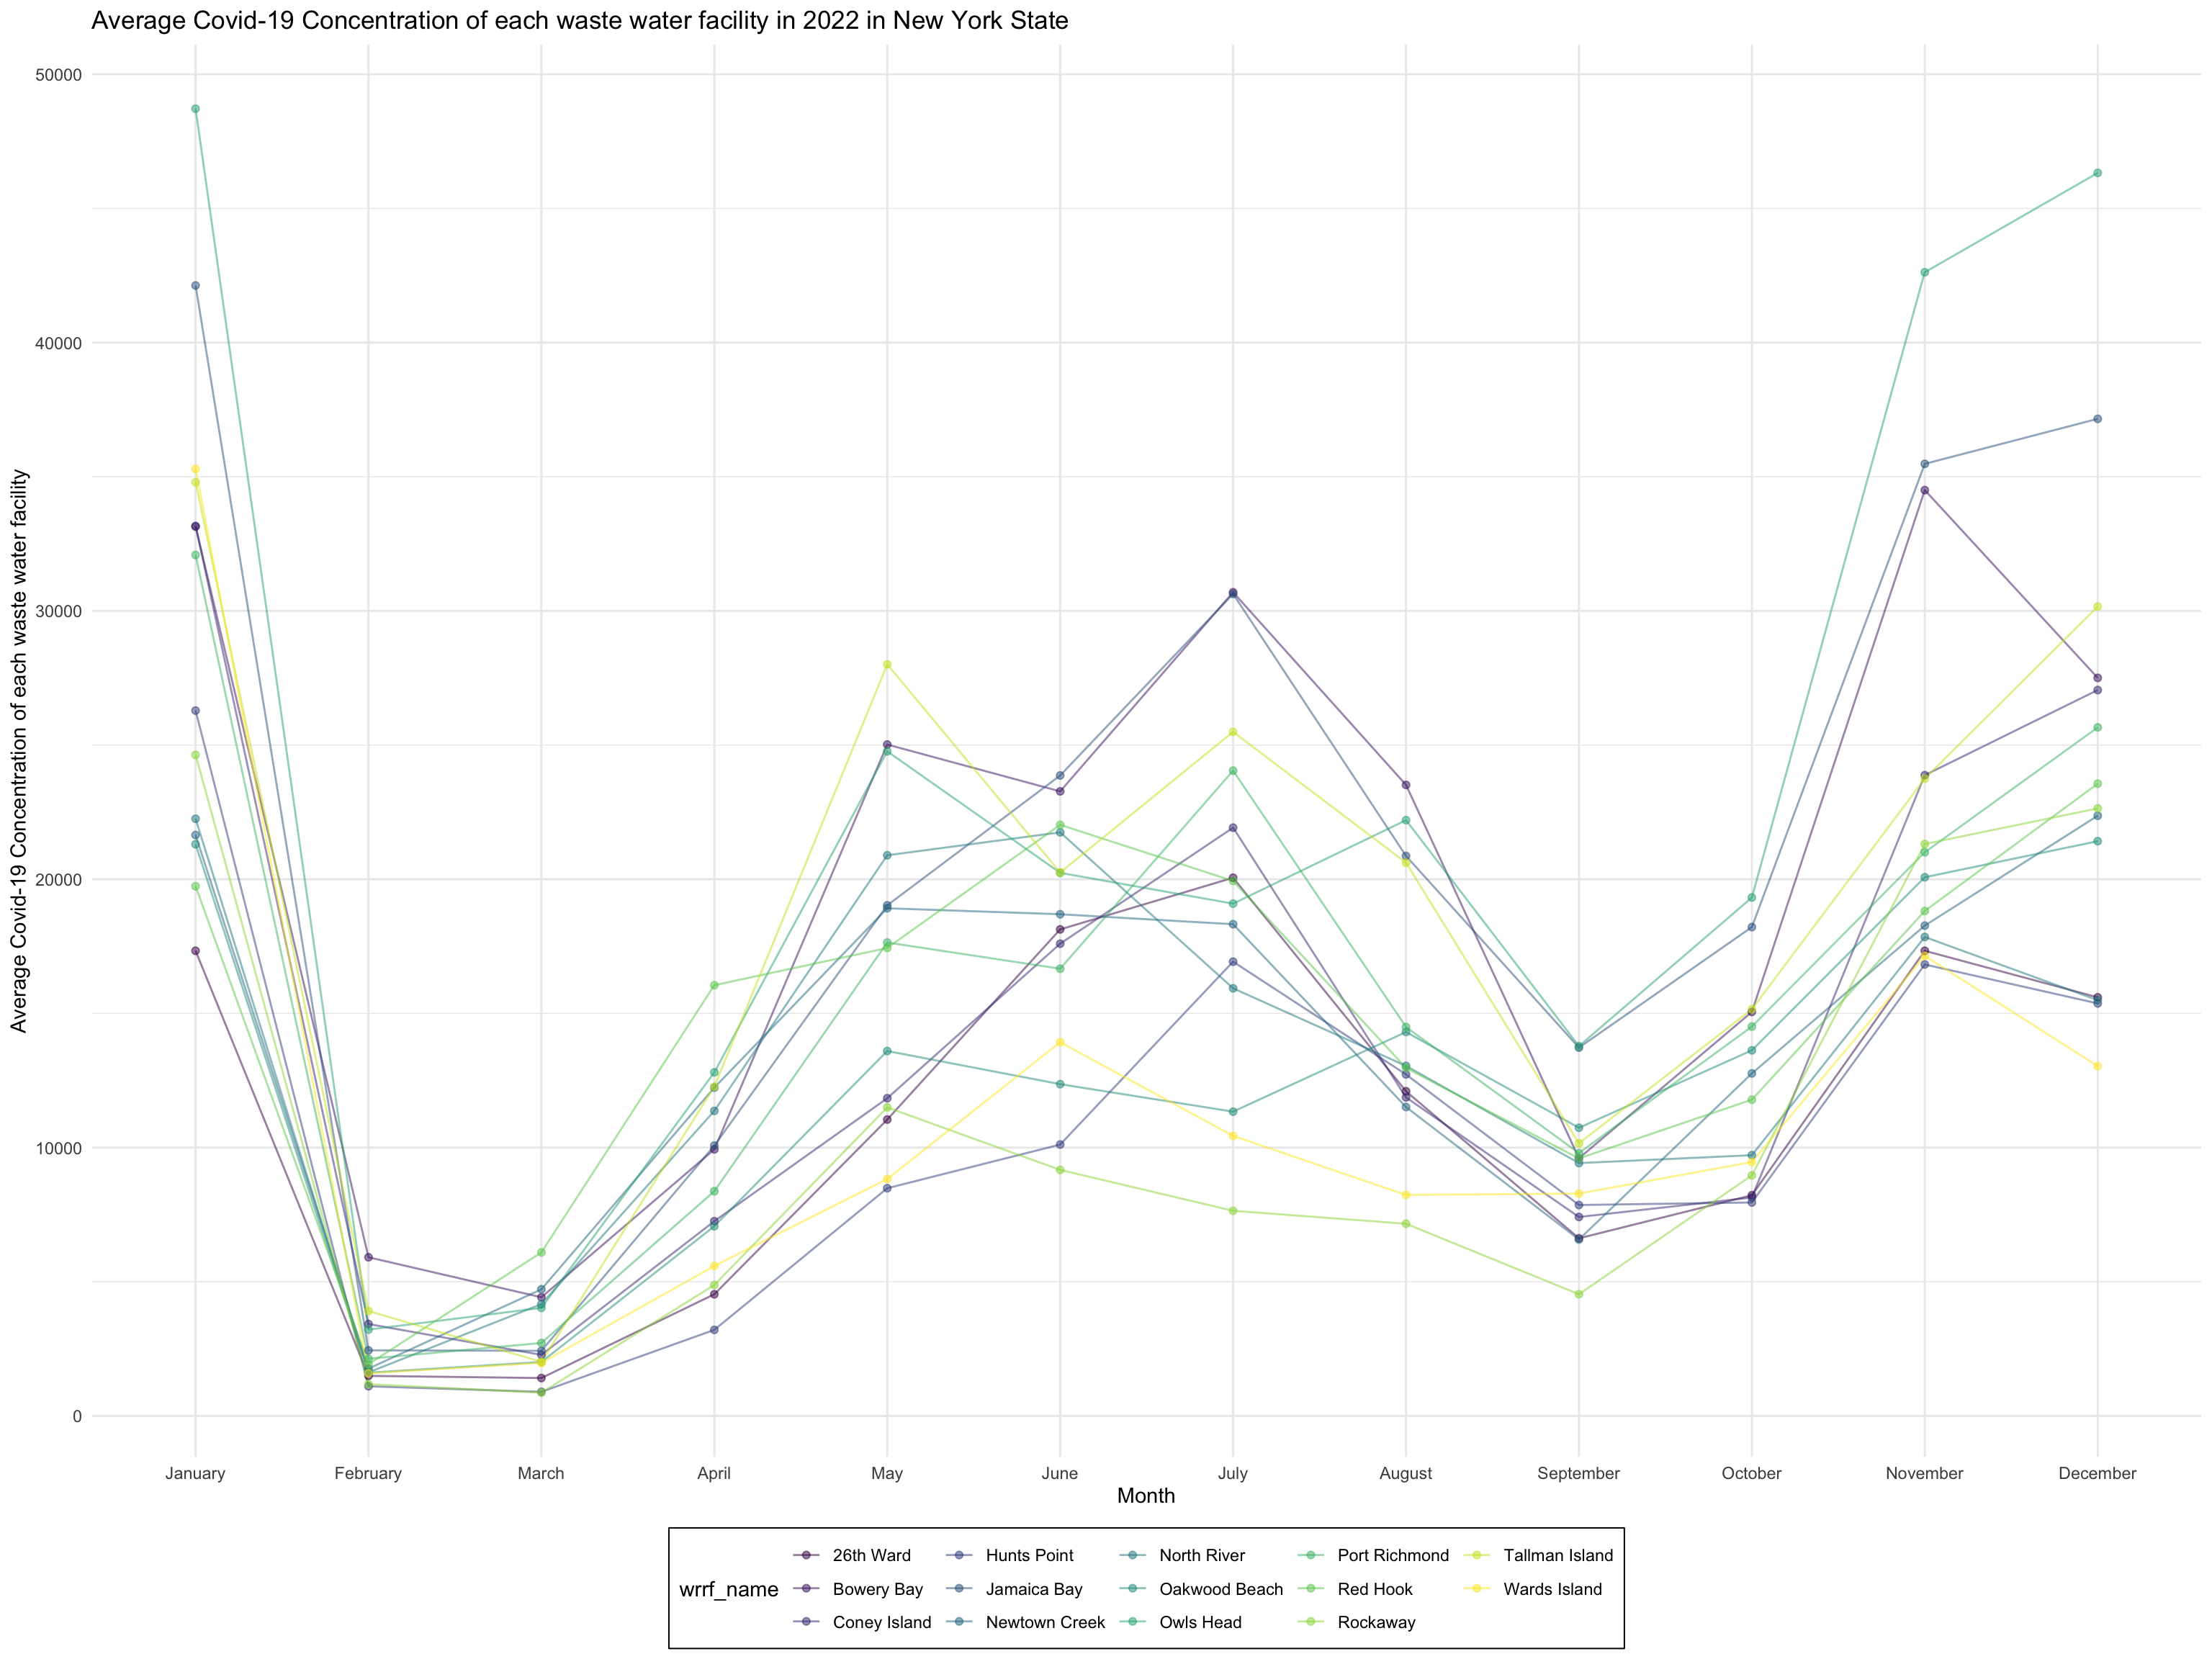 Average Covid-19 Concentration of each waste water facility in 2022 in New York State
Average Covid-19 Concentration of each waste water facility
50000
40000
30000
20000
10000
0
January February March April May June July August September October November December
Month
wrrf_name
26th Ward Hunts Point North River Port Richmond Tallman Island
Bowery Bay Jamaica Bay Oakwood Beach Red Hook Wards Island
Coney Island Newtown Creek Owls Head Rockaway